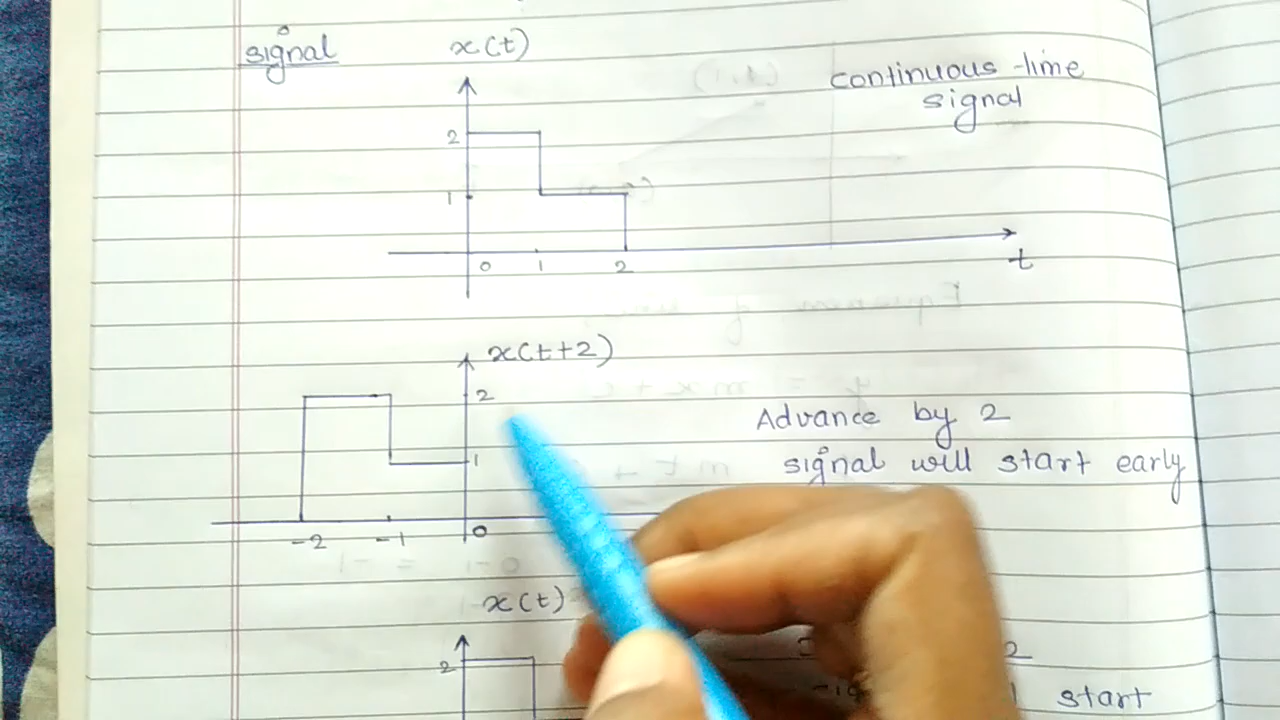 signal
x(t)
continuous-time
signal
2
1
0 1 2
t
x(t+2)
2
Advance by 2
1
signal will start early
-2 -1 0
x(t)
2
2
start